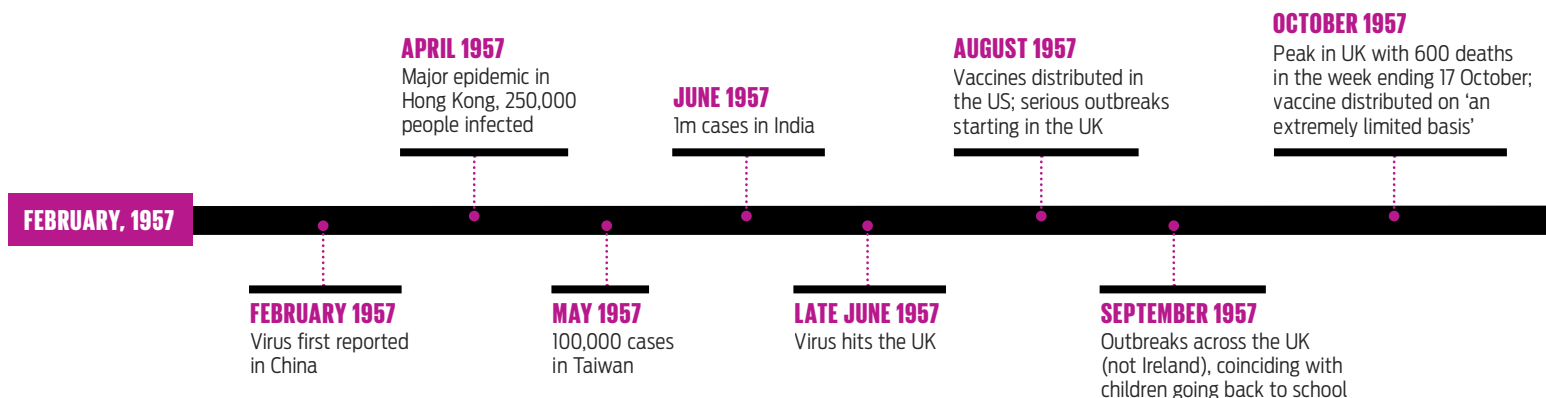 FEBRUARY, 1957
FEBRUARY 1957
Virus first reported
in China
APRIL 1957
Major epidemic in
Hong Kong, 250,000
people infected
MAY 1957
100,000 cases
in Taiwan
JUNE 1957
1m cases in India
LATE JUNE 1957
Virus hits the UK
AUGUST 1957
Vaccines distributed in
the US; serious outbreaks
starting in the UK
SEPTEMBER 1957
Outbreaks across the UK
(not Ireland), coinciding with
children going back to school
OCTOBER 1957
Peak in UK with 600 deaths
in the week ending 17 October;
vaccine distributed on ‘an
extremely limited basis’